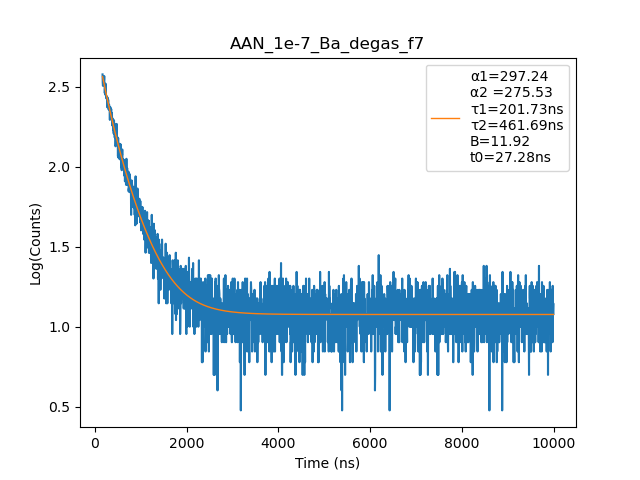 AAN_1e-7_Ba_degas_f7
α1=297.24
α2 =275.53
τ1=201.73ns
τ2=461.69ns
B=11.92
t0=27.28ns
Log(Counts)
2.5
2.0
1.5
1.0
0.5
0 2000 4000 6000 8000 10000
Time (ns)